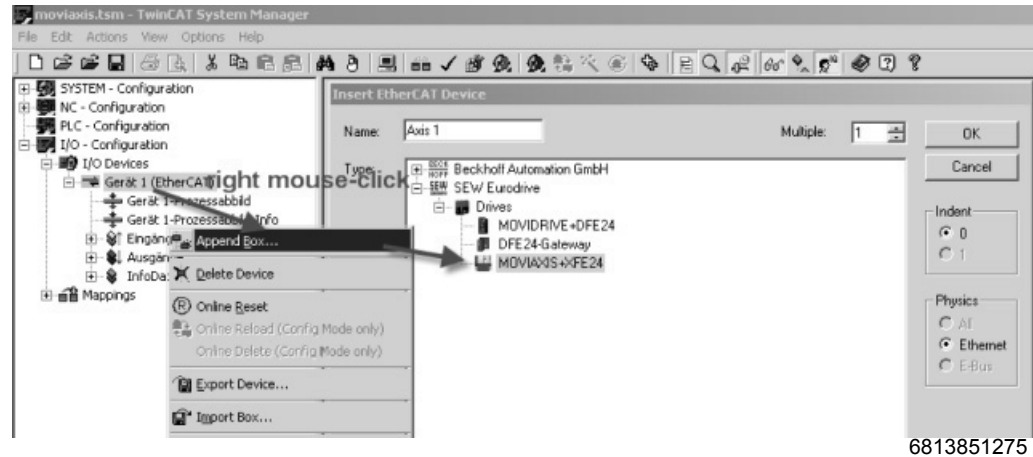 moviaxis.tsm - TwinCAT System Manager
File Edit Actions View Options Help
SYSTEM - Configuration
NC - Configuration
PLC - Configuration
I/O - Configuration
I/O Devices
Gerät 1 (EtherCAT)
right mouse-click
Gerät 1-Prozessabbild
Gerät 1-Prozessabbild-Info
Eingäng
Ausgän
InfoDa
Mappings
Append Box...
Delete Device
Online Reset
Online Reload (Config Mode only)
Online Delete (Config Mode only)
Export Device...
Import Box...
Insert EtherCAT Device
Name: Axis 1
Multiple: 1
Type:
Beckhoff Automation GmbH
SEW Eurodrive
Drives
MOVIDRIVE+DFE24
DFE24-Gateway
MOVIAXIS+XFE24
OK
Cancel
Indent
0
1
Physics
All
Ethernet
E-Bus
6813851275